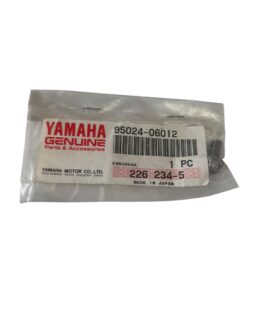 YAMAHA
GENUINE
Parts & Accessories
YAMAHA MOTOR CO., LTD.
95024-06012
1 PC
226 234-5
MADE IN JAPAN